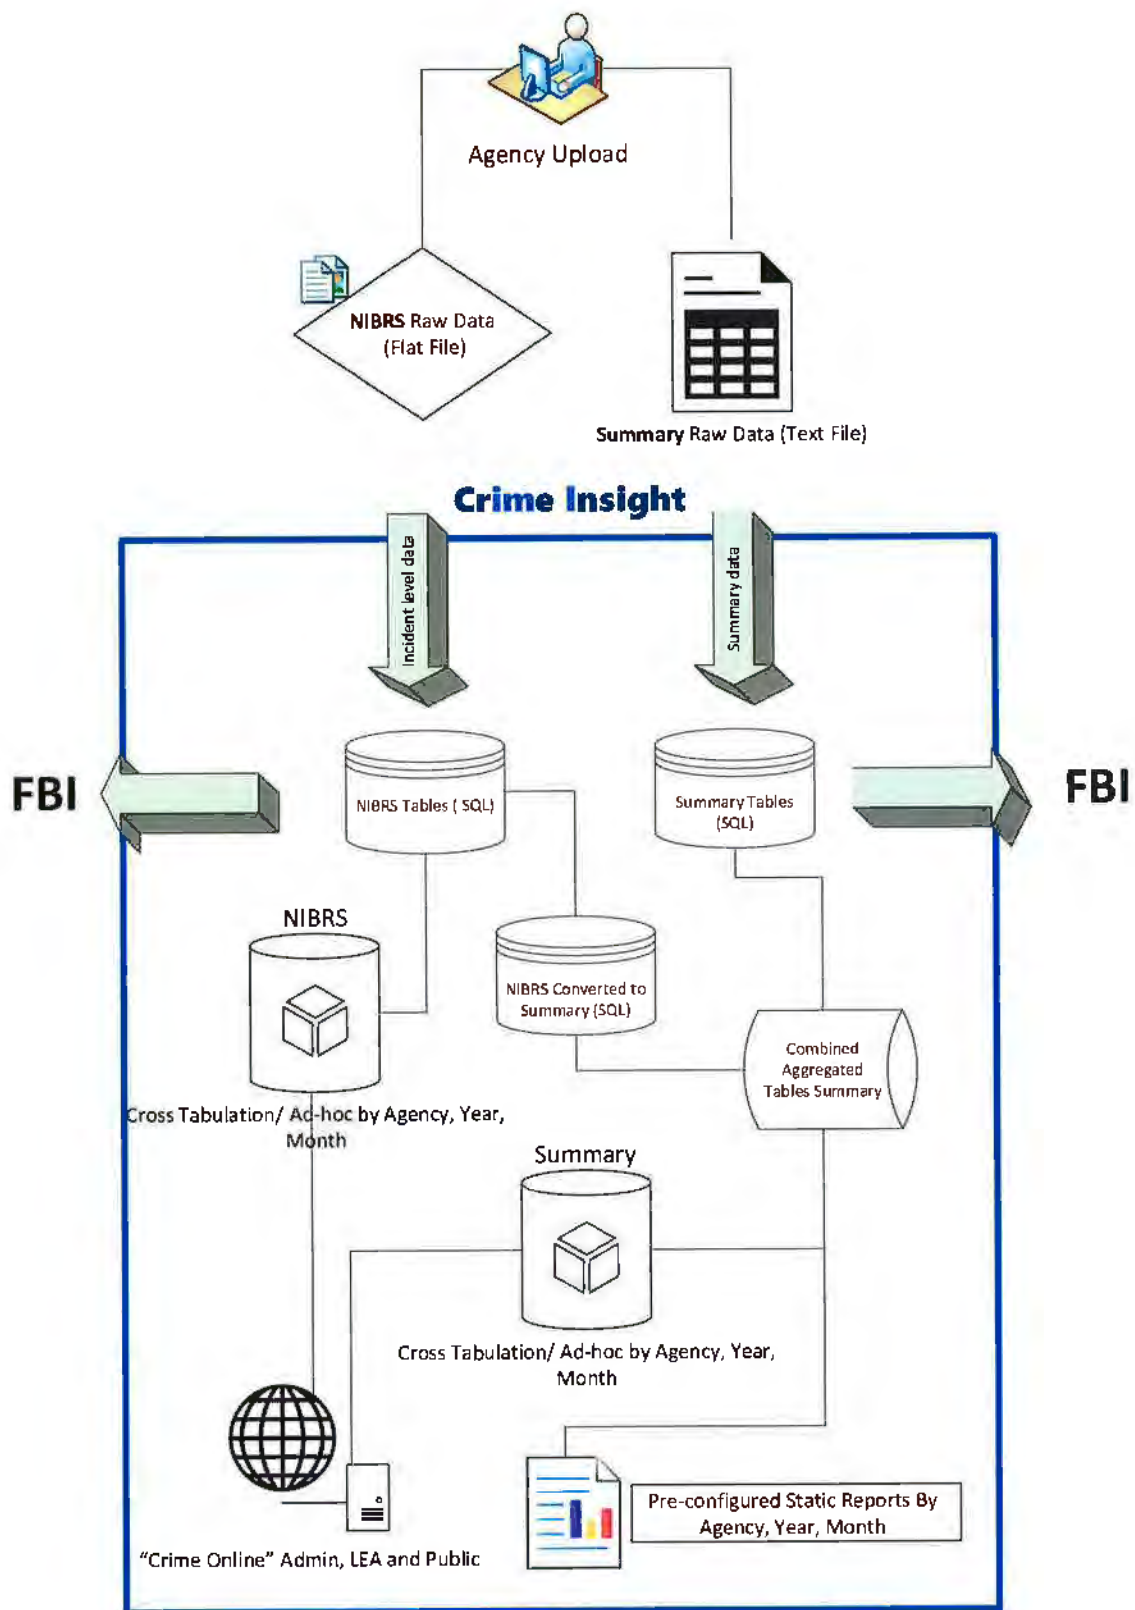 Agency Upload
NIBRS Raw Data
(Flat File)
Summary Raw Data (Text File)
Crime Insight
Incident level data
Summary data
FBI
NIBRS Tables ( SQL)
Summary Tables
(SQL)
FBI
NIBRS
NIBRS Converted to
Summary (SQL)
Combined
Aggregated
Tables Summary
Cross Tabulation/ Ad-hoc by Agency, Year,
Month
Summary
Cross Tabulation/ Ad-hoc by Agency, Year,
Month
Pre-configured Static Reports By
Agency, Year, Month
"Crime Online" Admin, LEA and Public